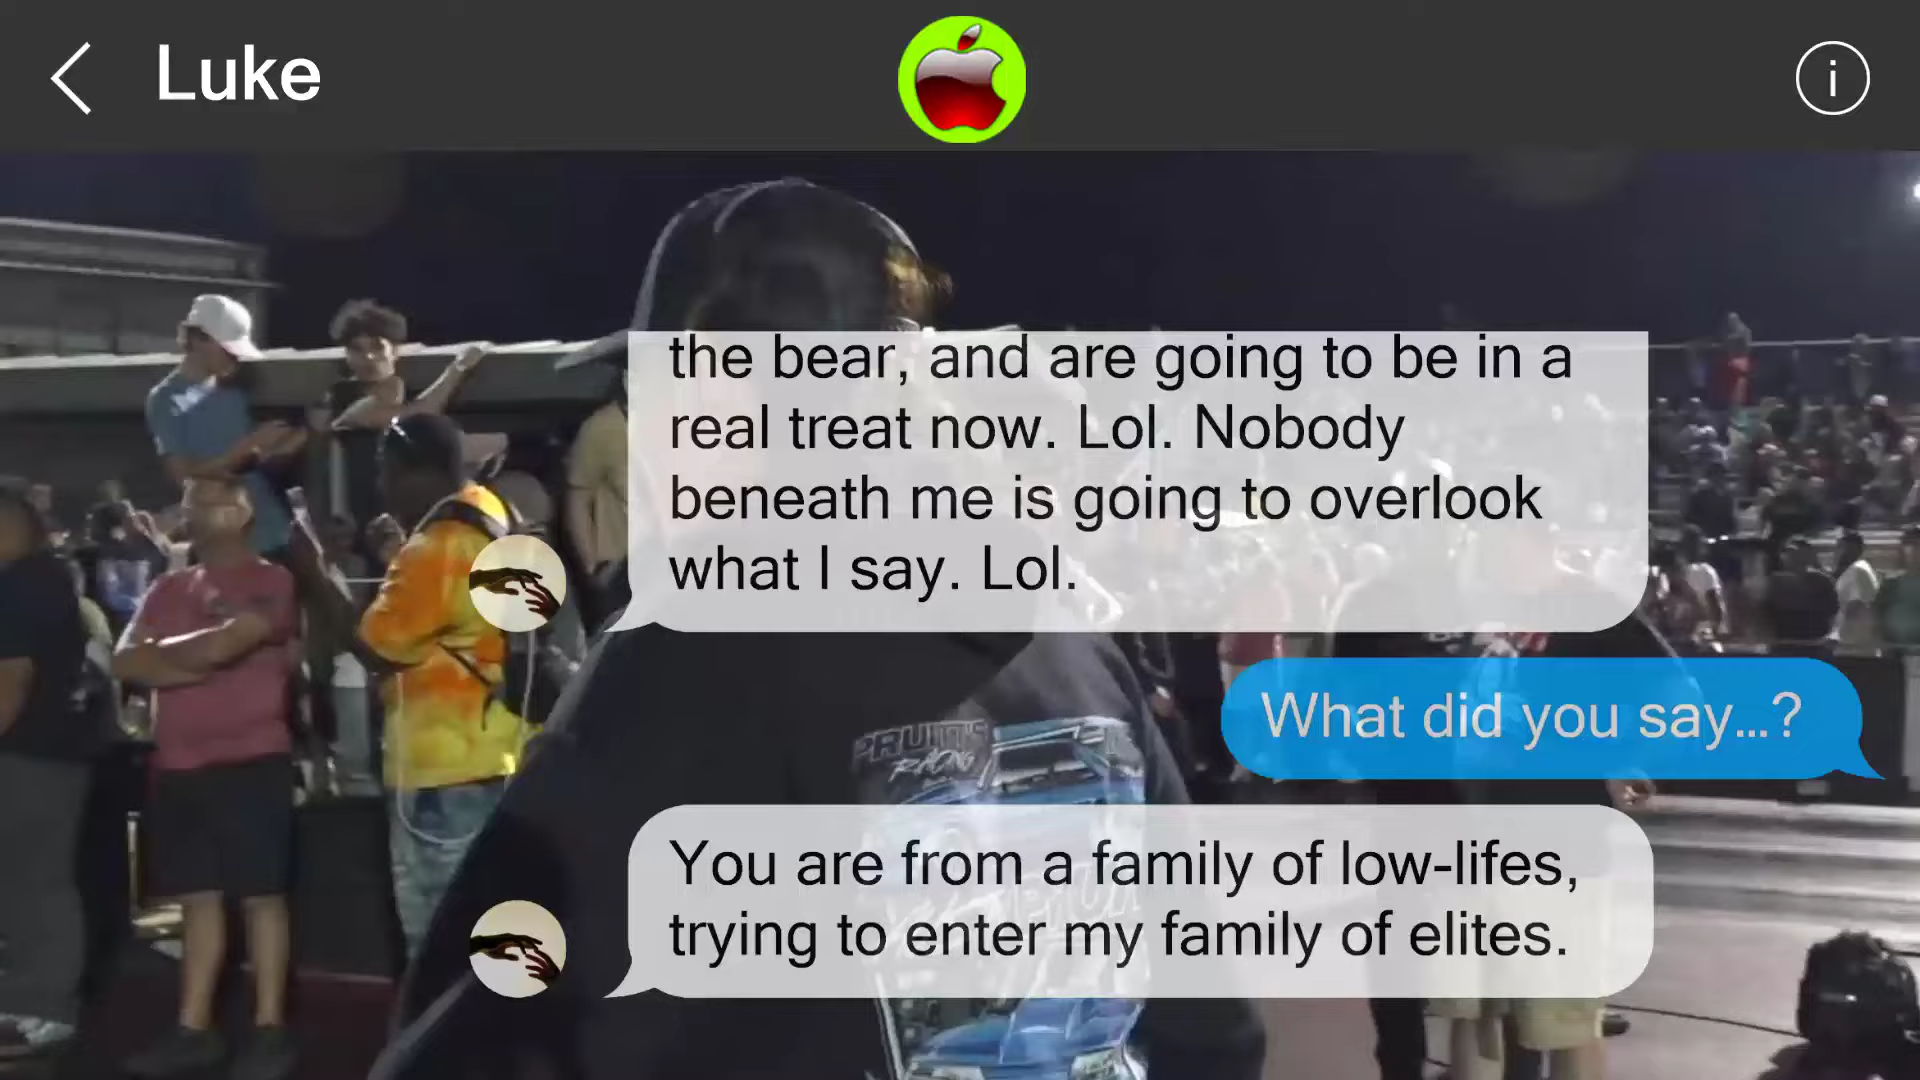 Luke
the bear, and are going to be in a
real treat now. Lol. Nobody
beneath me is going to overlook
what I say. Lol.
What did you say...?
PRUITT'S
RACING
You are from a family of low-lifes,
trying to enter my family of elites.